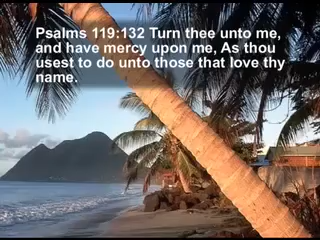 Psalms 119:132 Turn thee unto me,
and have mercy upon me, As thou
usest to do unto those that love thy
name.